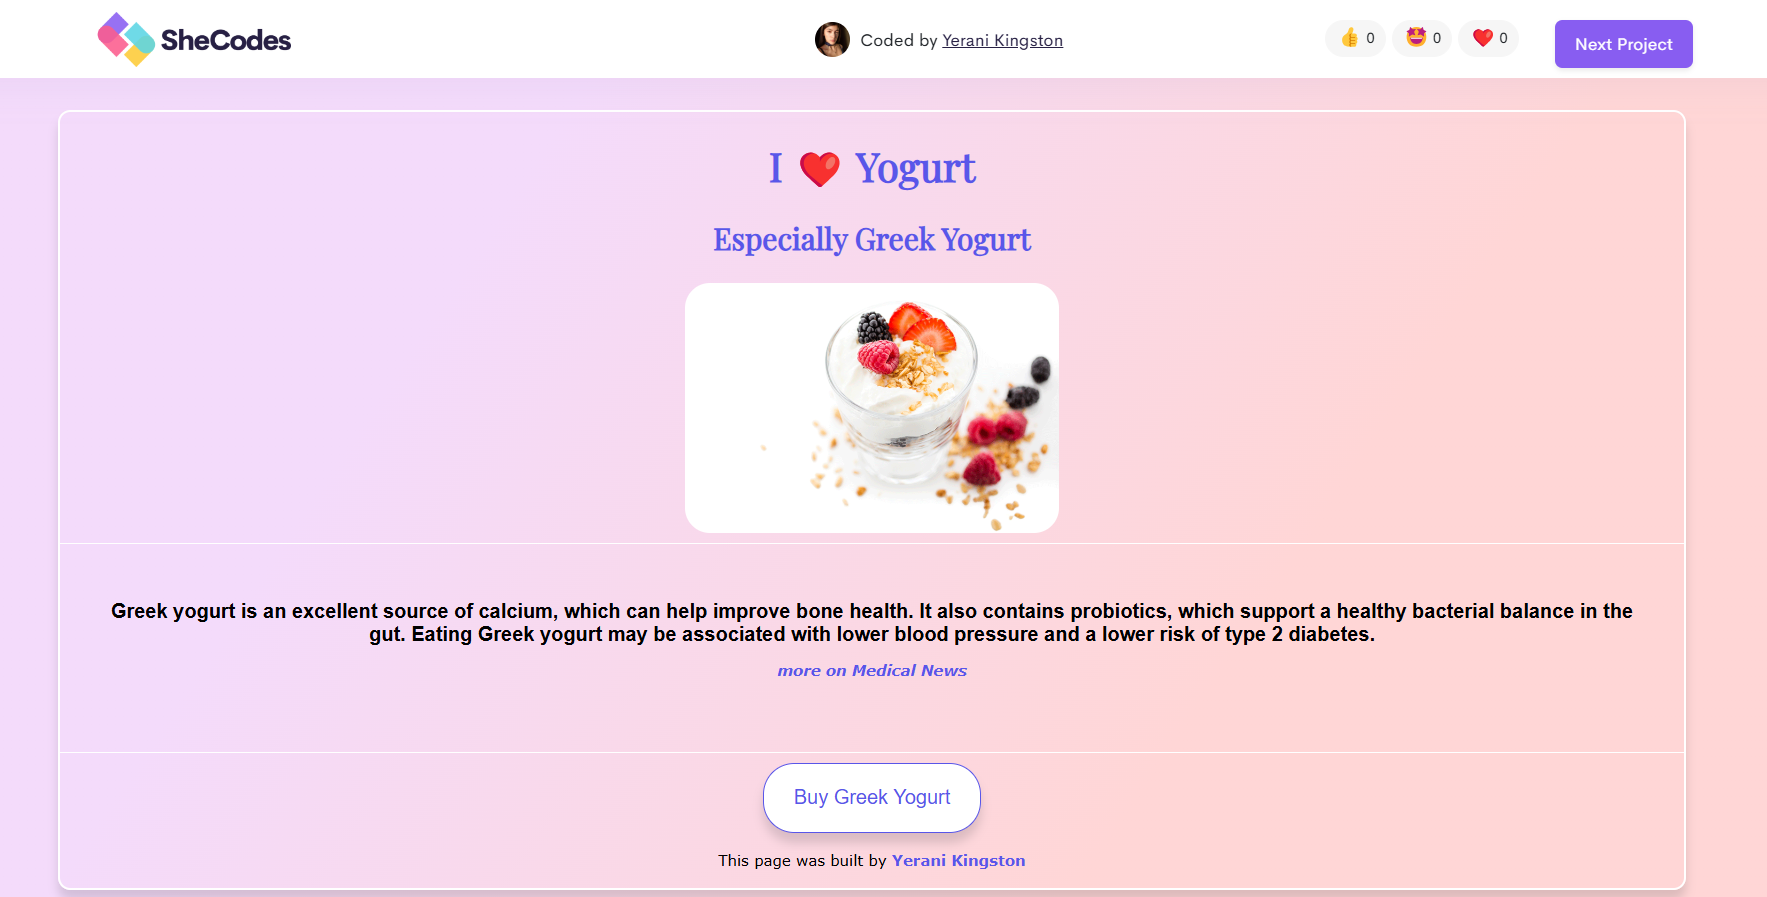 SheCodes
Coded by Yerani Kingston
👍 0 🤩 0 ❤️ 0
Next Project
I ❤️ Yogurt
Especially Greek Yogurt
Greek yogurt is an excellent source of calcium, which can help improve bone health. It also contains probiotics, which support a healthy bacterial balance in the
gut. Eating Greek yogurt may be associated with lower blood pressure and a lower risk of type 2 diabetes.
more on Medical News
Buy Greek Yogurt
This page was built by Yerani Kingston